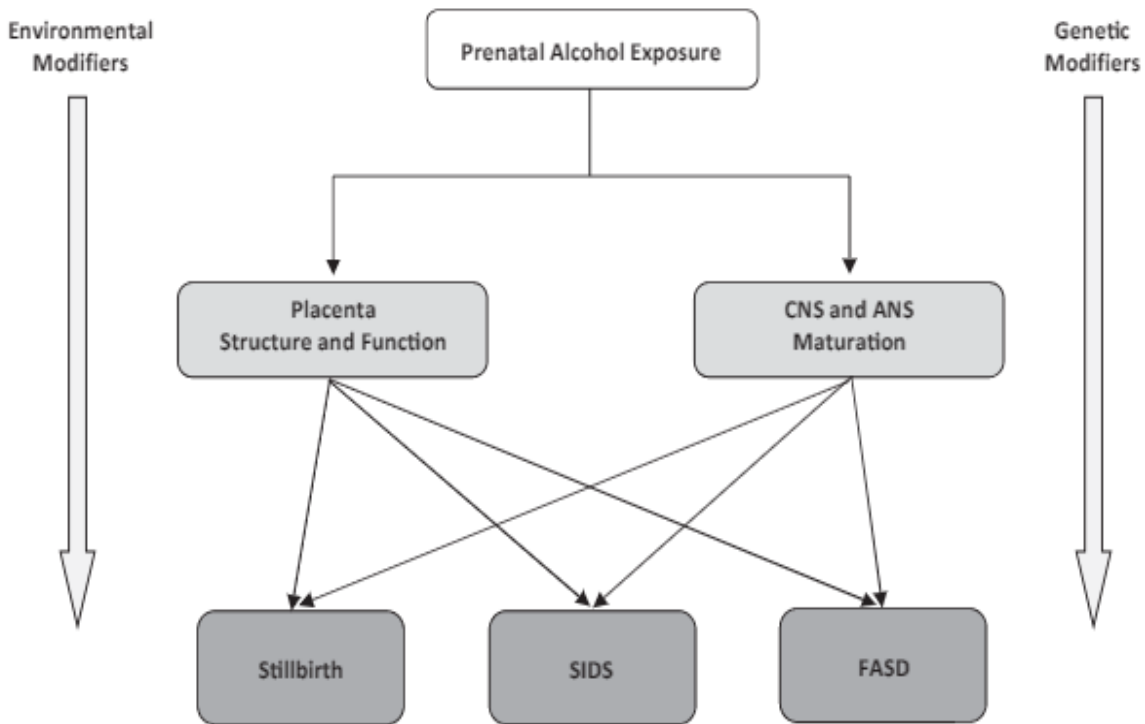 Environmental
Modifiers
Prenatal Alcohol Exposure
Genetic
Modifiers
Placenta
Structure and Function
CNS and ANS
Maturation
Stillbirth
SIDS
FASD